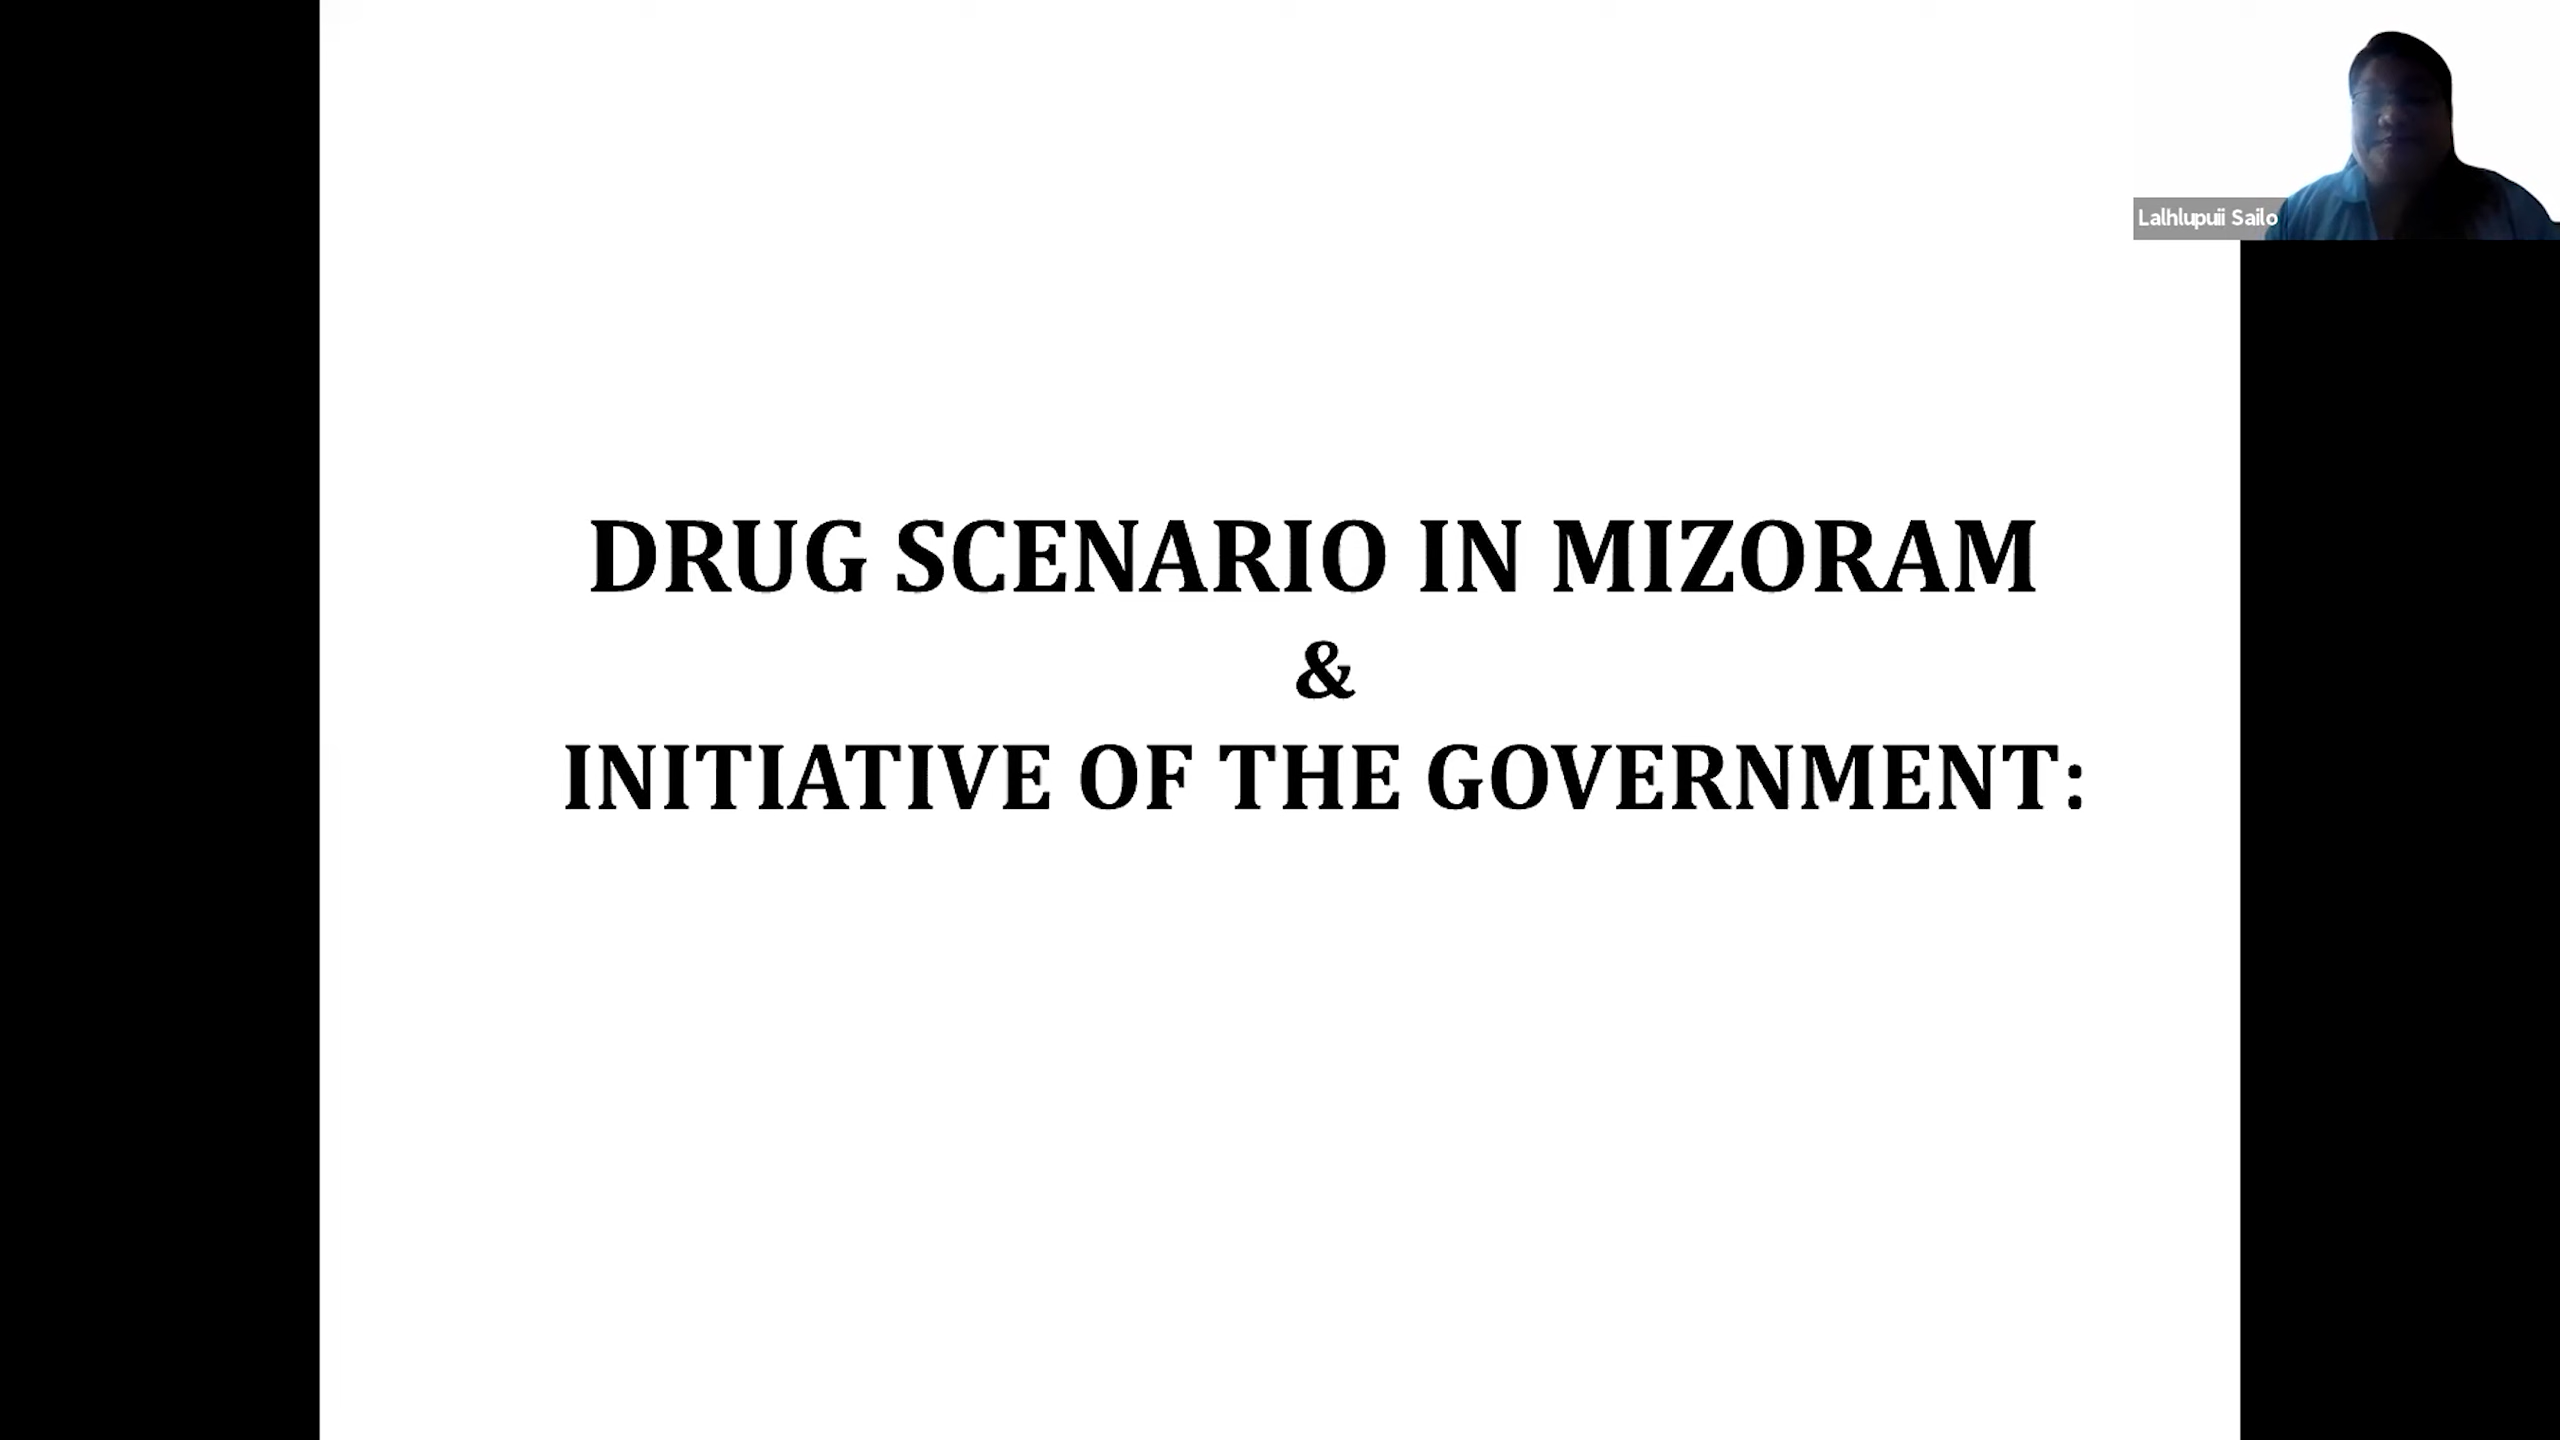 Lalhlupuii Sailo
DRUG SCENARIO IN MIZORAM
&
INITIATIVE OF THE GOVERNMENT: